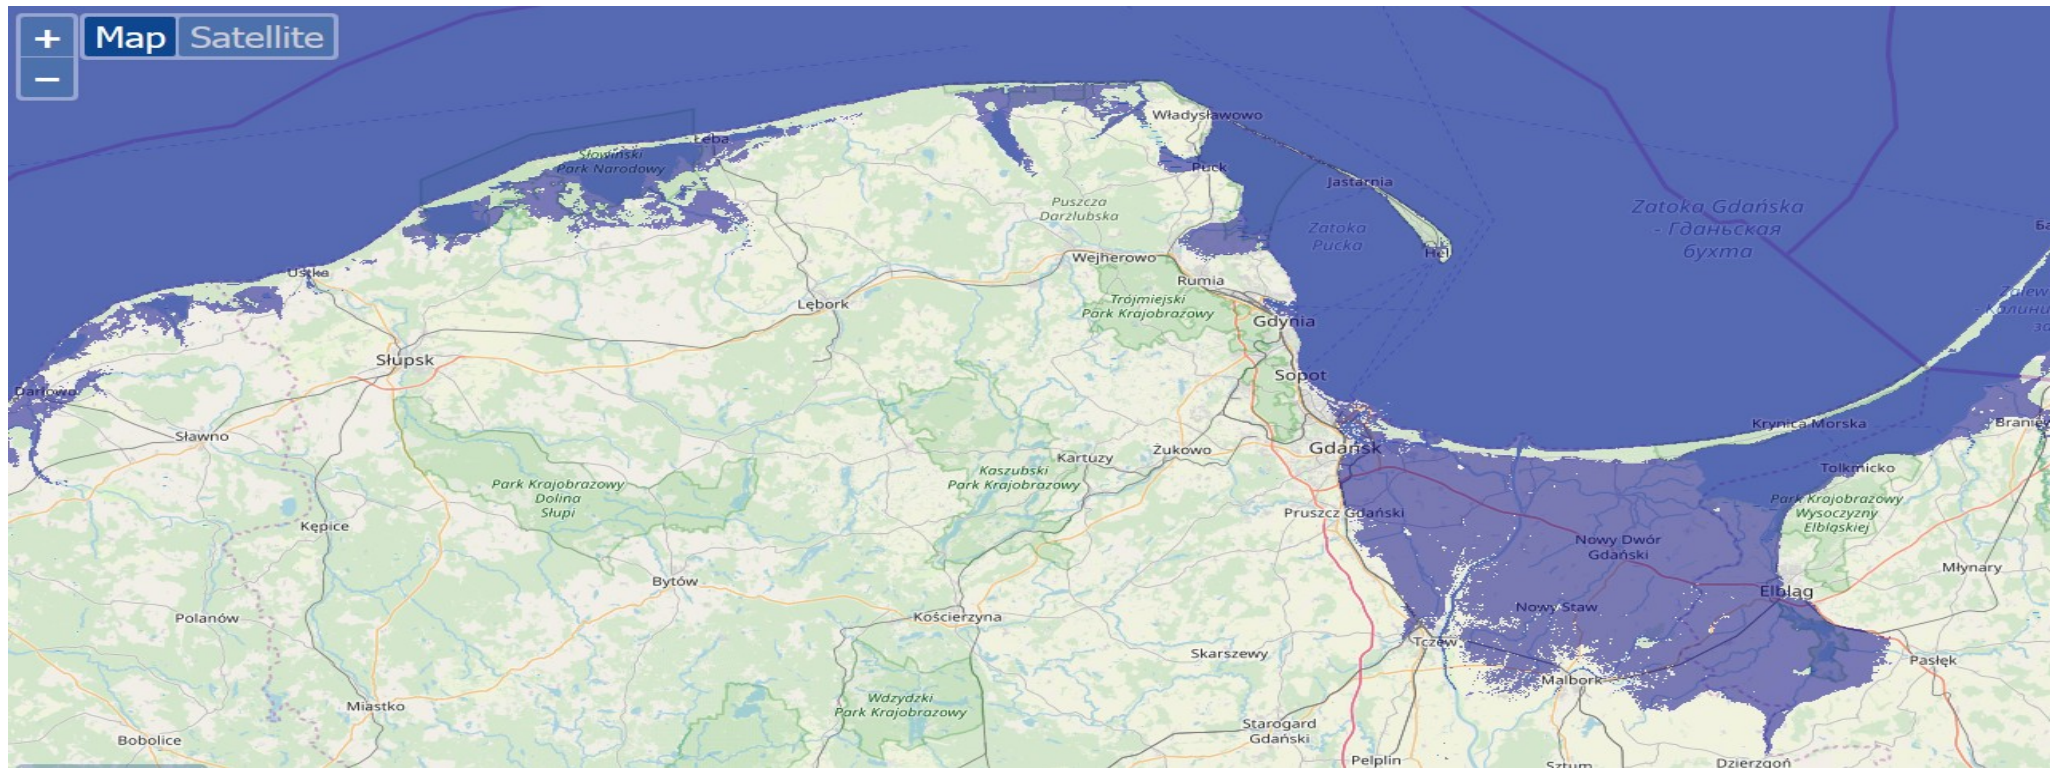 +
Map Satellite
−
Władysławowo
Łeba
Słowiński
Park Narodowy
Puck
Jastarnia
Puszcza
Darżlubska
Zatoka Gdańska
- Гданьская
бухта
Zatoka
Pucka
Hel
Wejherowo
Ustka
Rumia
Lębork
Trójmiejski
Park Krajobrazowy
Gdynia
Słupsk
Sopot
Darłowo
Krynica Morska
Sławno
Gdańsk
Żukowo
Kartuzy
Tolkmicko
Kaszubski
Park Krajobrazowy
Park Krajobrazowy
Dolina
Słupi
Park Krajobrazowy
Wysoczyzny
Elbląskiej
Pruszcz Gdański
Kępice
Nowy Dwór
Gdański
Młynary
Bytów
Elbląg
Nowy Staw
Polanów
Kościerzyna
Tczew
Skarszewy
Pasłęk
Malbork
Wdzydzki
Park Krajobrazowy
Miastko
Starogard
Gdański
Bobolice
Pelplin
Sztum
Dzierzgoń